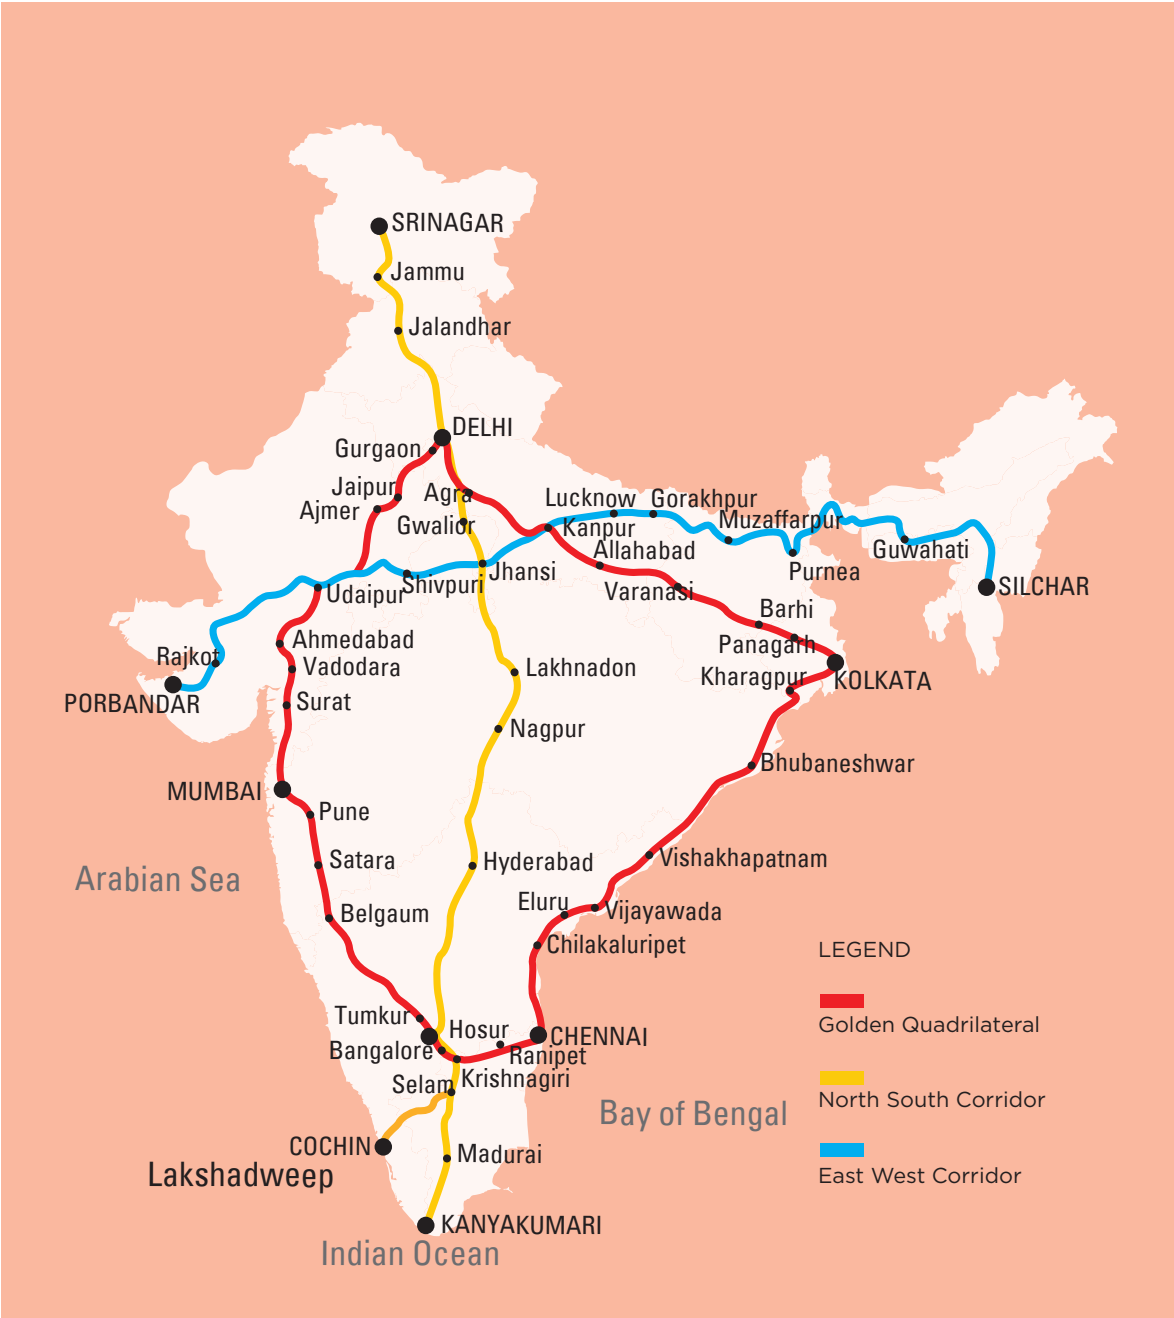 SRINAGAR
Jammu
Jalandhar
DELHI
Gurgaon
Jaipur
Agra
Ajmer
Gwalior
Lucknow
Gorakhpur
Kanpur
Muzaffarpur
Allahabad
Guwahati
Jhansi
Purnea
Shivpuri
Udaipur
Varanasi
SILCHAR
Barhi
Ahmedabad
Panagarh
Rajkot
Vadodara
Lakhnadon
Kharagpur
KOLKATA
PORBANDAR
Surat
Nagpur
Bhubaneshwar
MUMBAI
Pune
Satara
Hyderabad
Vishakhapatnam
Arabian Sea
Eluru
Vijayawada
Belgaum
Chilakaluripet
LEGEND
Tumkur
Hosur
CHENNAI
Golden Quadrilateral
Bangalore
Ranipet
Krishnagiri
Selam
Bay of Bengal
North South Corridor
COCHIN
Madurai
Lakshadweep
East West Corridor
KANYAKUMARI
Indian Ocean